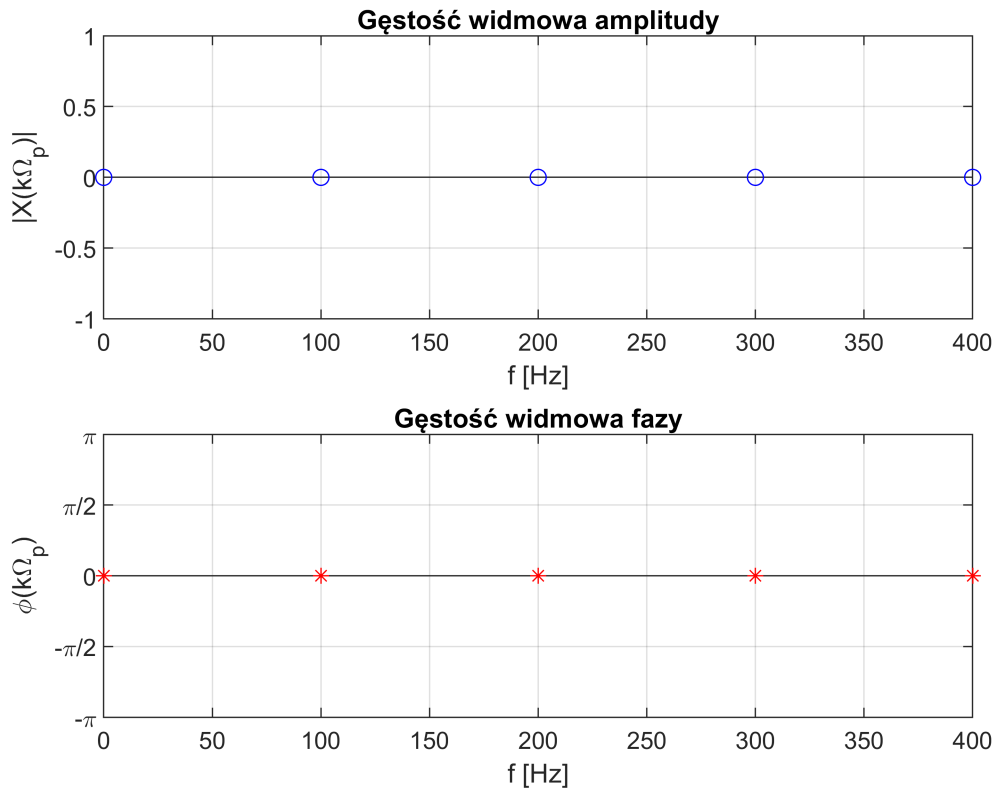 Gęstość widmowa amplitudy
1
0.5
0
-0.5
-1
|X(kΩp)|
0 50 100 150 200 250 300 350 400
f [Hz]
Gęstość widmowa fazy
π
π/2
0
-π/2
-π
ϕ(kΩp)
0 50 100 150 200 250 300 350 400
f [Hz]